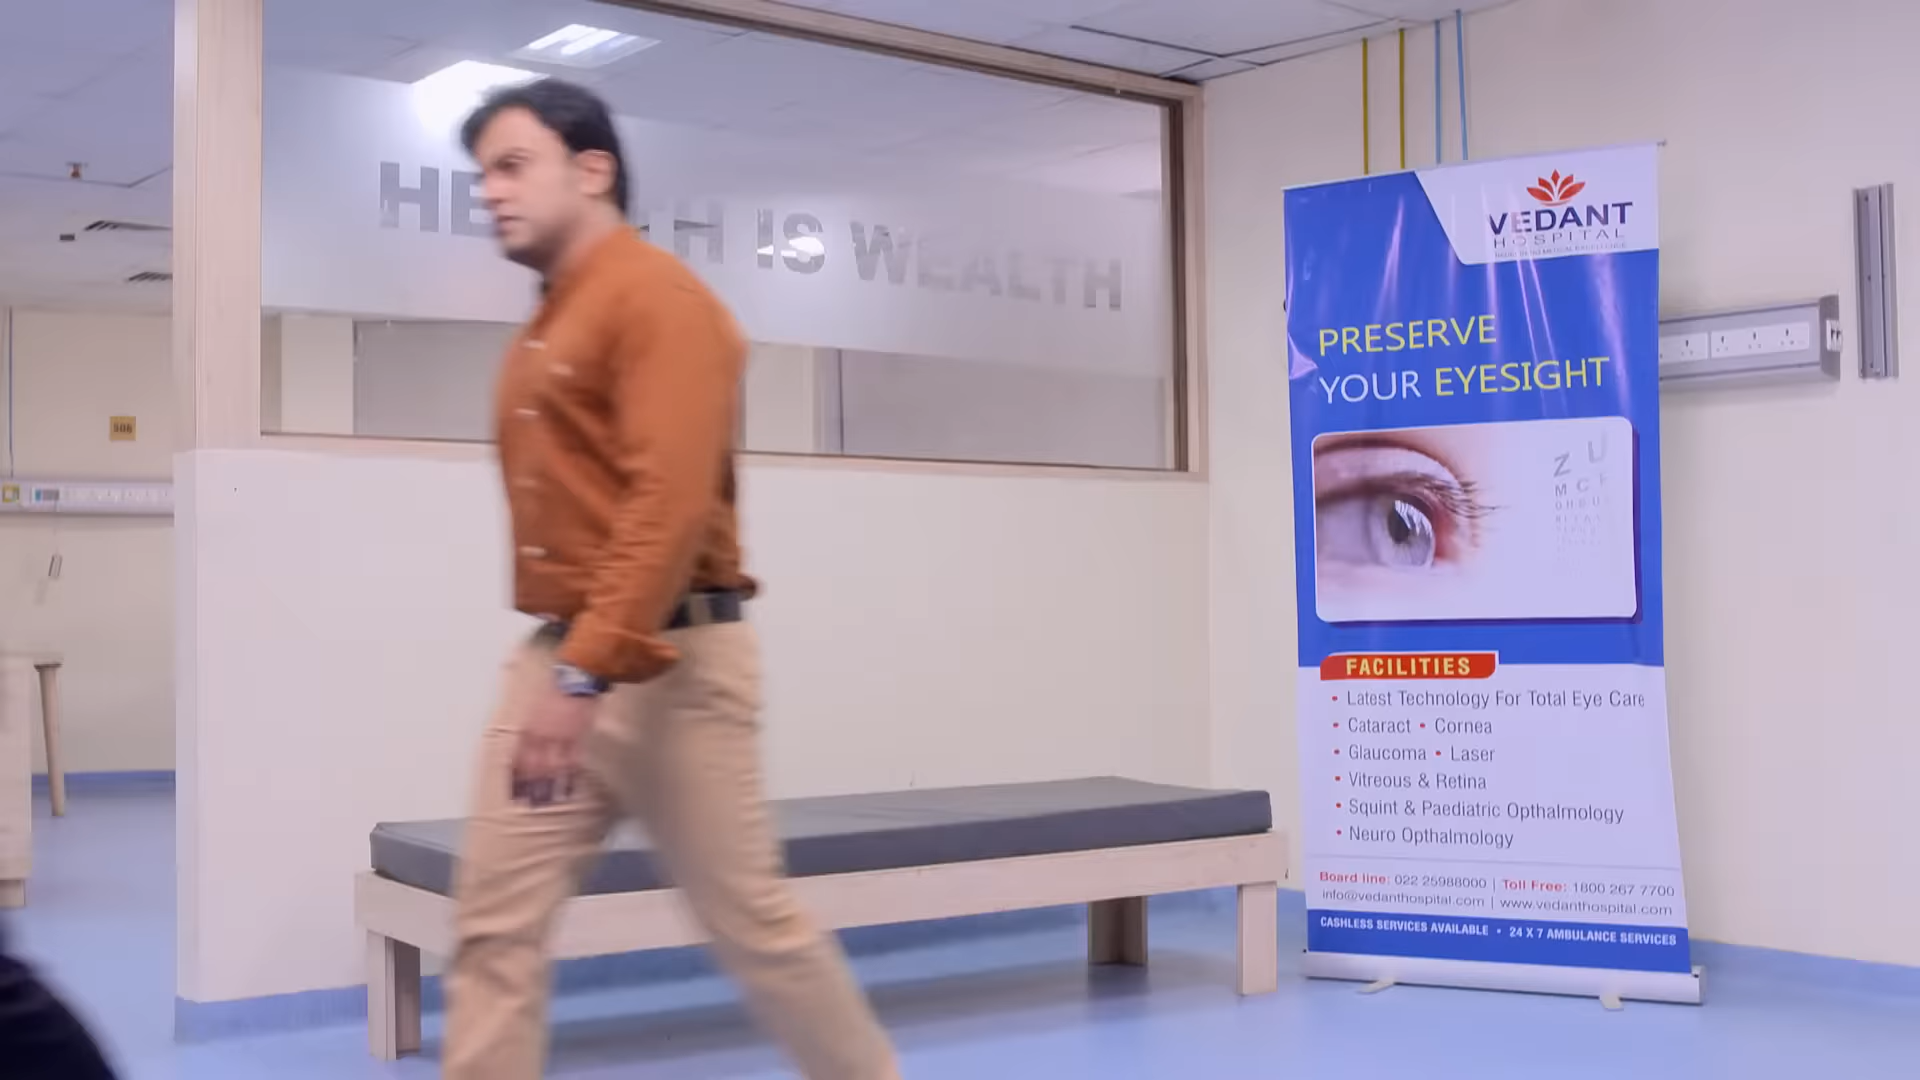 TH IS WEALTH
508
VEDANT
HOSPITAL
PRESERVE
YOUR EYESIGHT
Z U
FACILITIES
• Latest Technology For Total Eye Care
• Cataract • Cornea
• Glaucoma • Laser
• Vitreous & Retina
• Squint & Paediatric Opthalmology
• Neuro Opthalmology
Board line: 022 25988000 | Toll Free: 1800 267 7700
info@vedanthospital.com | www.vedanthospital.com
CASHLESS SERVICES AVAILABLE • 24 X 7 AMBULANCE SERVICES